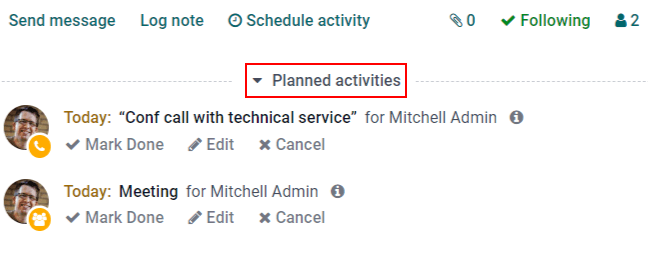 Send message Log note Schedule activity 0 Following 2
Planned activities
Today: “Conf call with technical service” for Mitchell Admin
Mark Done Edit Cancel
Today: Meeting for Mitchell Admin
Mark Done Edit Cancel